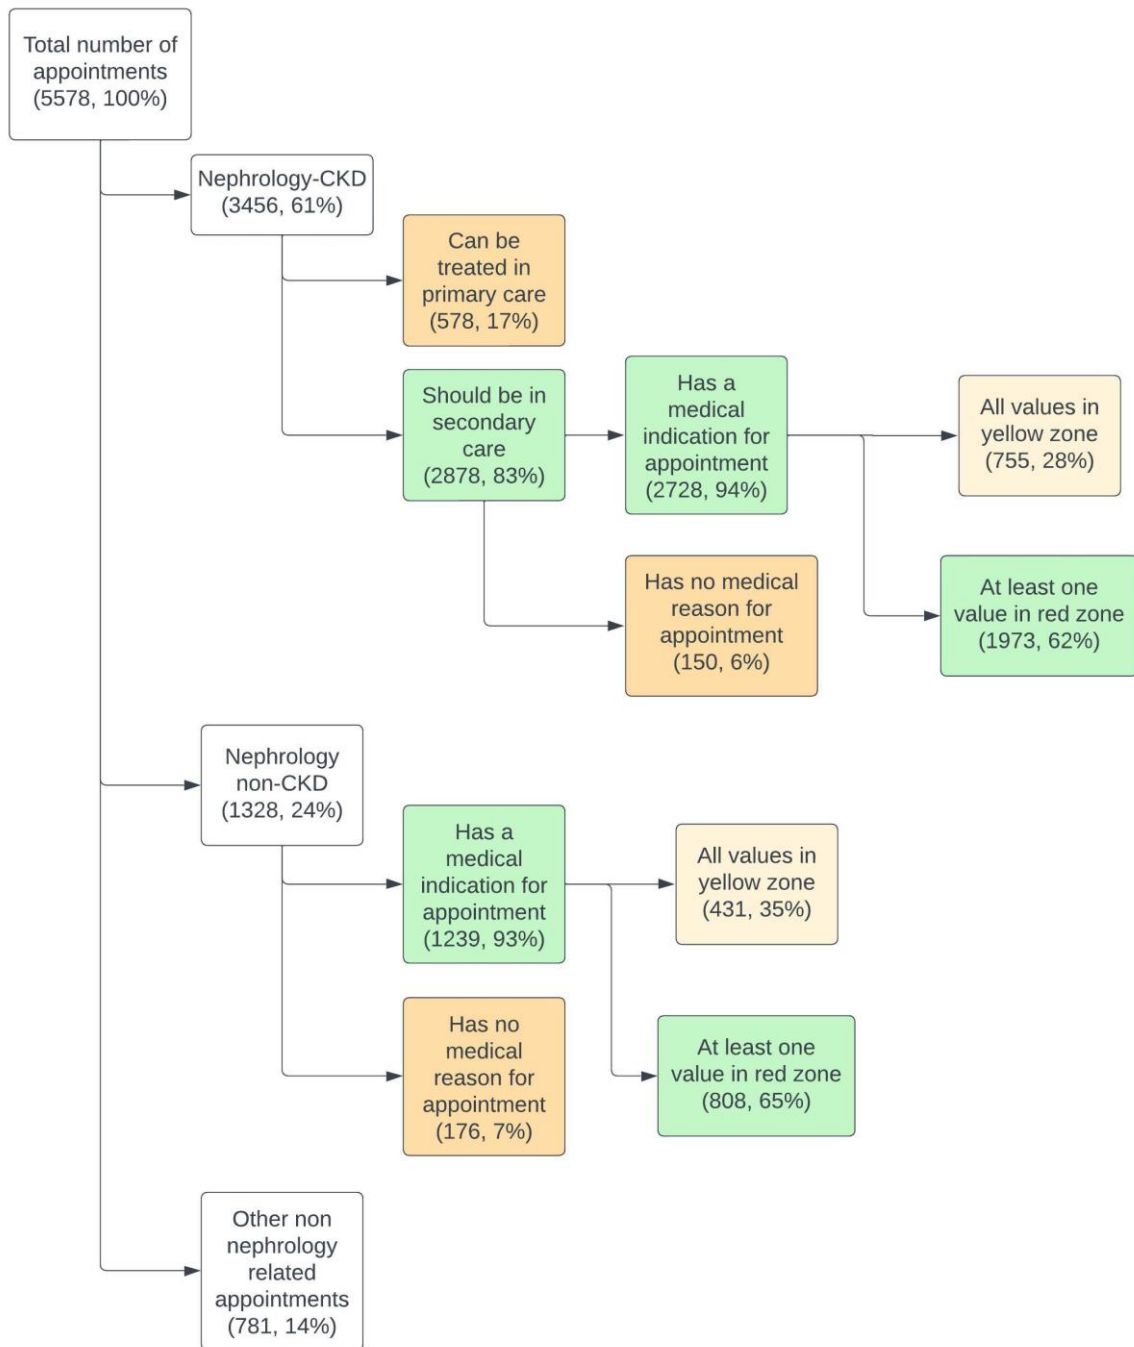 Total number of
appointments
(5578, 100%)
Nephrology-CKD
(3456, 61%)
Can be
treated in
primary care
(578, 17%)
Should be in
secondary
care
(2878, 83%)
Has a
medical
indication for
appointment
(2728, 94%)
All values in
yellow zone
(755, 28%)
Has no medical
reason for
appointment
(150, 6%)
At least one
value in red zone
(1973, 62%)
Nephrology
non-CKD
(1328, 24%)
Has a
medical
indication for
appointment
(1239, 93%)
All values in
yellow zone
(431, 35%)
Has no
medical
reason for
appointment
(176, 7%)
At least one
value in red zone
(808, 65%)
Other non
nephrology
related
appointments
(781, 14%)